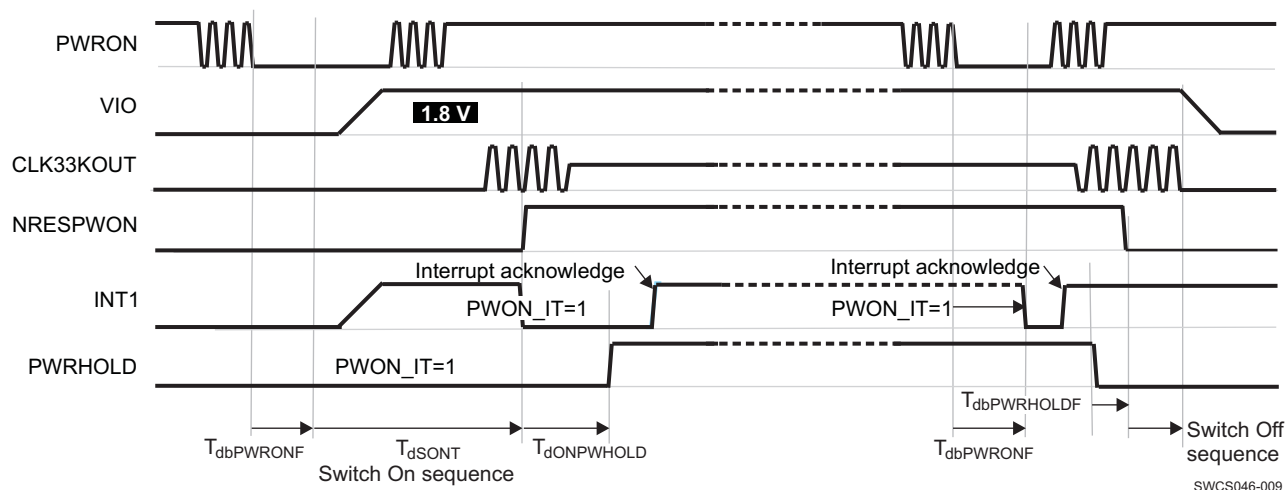 PWRON
VIO
1.8 V
CLK33KOUT
NRESPWON
Interrupt acknowledge
Interrupt acknowledge
INT1
PWON_IT=1
PWON_IT=1
PWRHOLD
PWON_IT=1
TdbPWRHOLDF
TdbPWRONF
TdSONT
TdONPWHOLD
TdbPWRONF
Switch Off
sequence
Switch On sequence
SWCS046-009